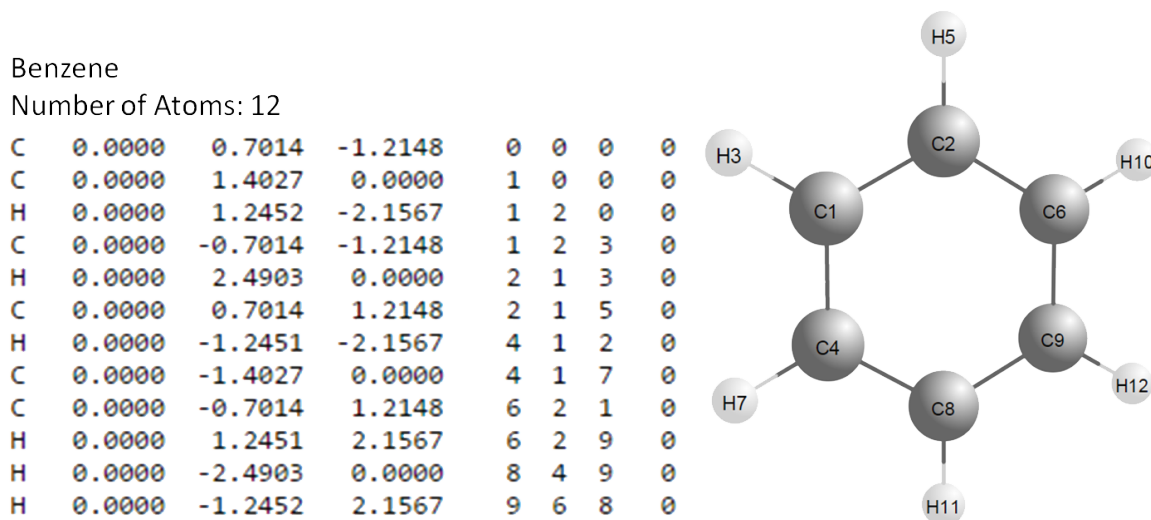 Benzene
Number of Atoms: 12
C 0.0000 0.7014 -1.2148 0 0 0 0
C 0.0000 1.4027 0.0000 1 0 0 0
H 0.0000 1.2452 -2.1567 1 2 0 0
C 0.0000 -0.7014 -1.2148 1 2 3 0
H 0.0000 2.4903 0.0000 2 1 3 0
C 0.0000 0.7014 1.2148 2 1 5 0
H 0.0000 -1.2451 -2.1567 4 1 2 0
C 0.0000 -1.4027 0.0000 4 1 7 0
C 0.0000 -0.7014 1.2148 6 2 1 0
H 0.0000 1.2451 2.1567 6 2 9 0
H 0.0000 -2.4903 0.0000 8 4 9 0
H 0.0000 -1.2452 2.1567 9 6 8 0
H5
C2
H3
H10
C1
C6
C4
C9
H7
H12
C8
H11